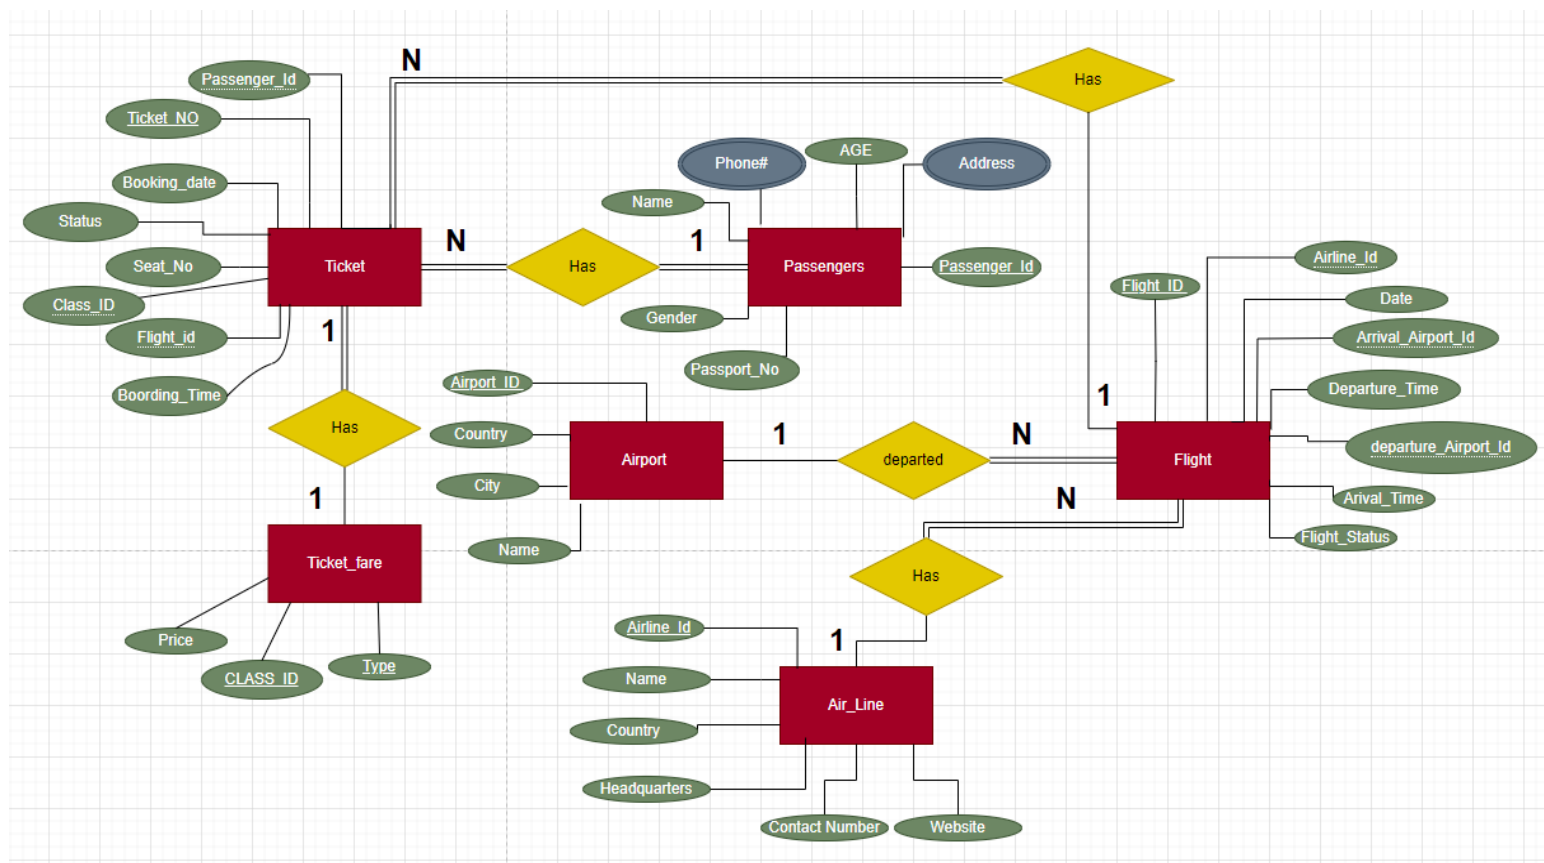 N
Passenger_Id
Has
Ticket_NO
Phone#
AGE
Address
Booking_date
Name
Status
N
1
Ticket
Has
Passengers
Passenger_Id
Seat_No
Class_ID
Gender
Flight_id
1
Passport_No
Boording_Time
Flight_ID
Airline_Id
Date
Arrival_Airport_Id
Departure_Time
departure_Airport_Id
Arival_Time
Flight_Status
Airport_ID
1
Has
Country
1
N
Airport
departed
Flight
City
1
N
Name
Ticket_fare
Has
Price
CLASS_ID
Type
Airline_Id
1
Name
Air_Line
Country
Headquarters
Contact Number
Website